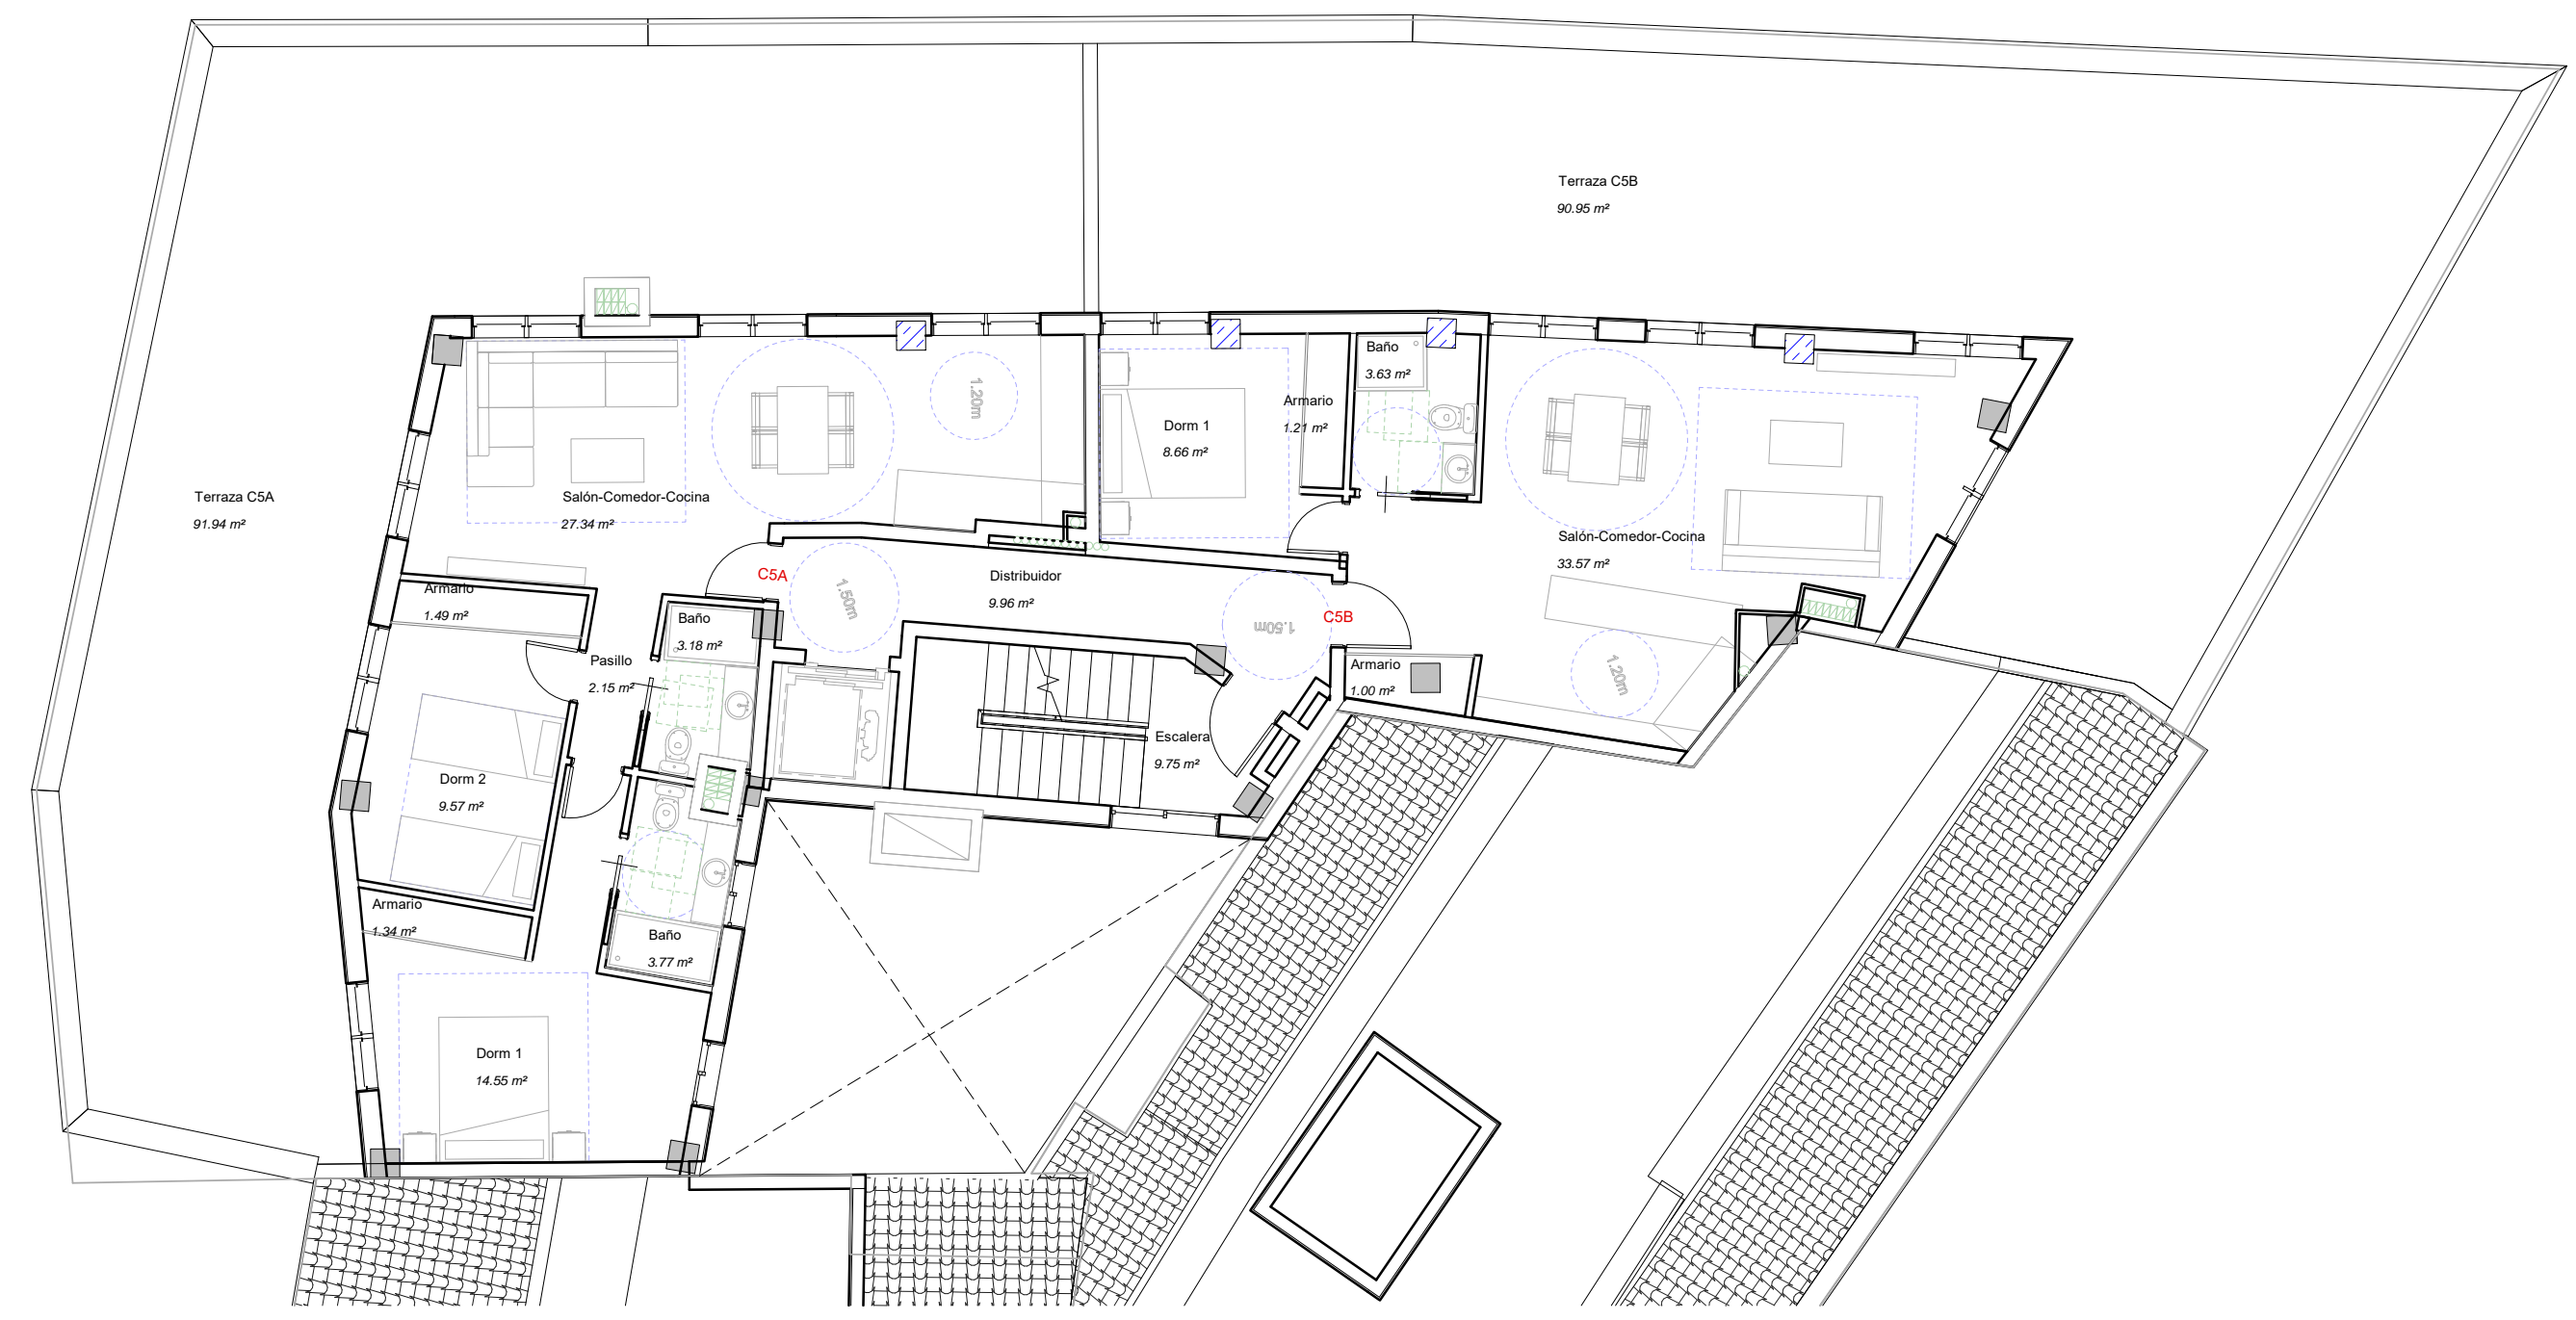 Terraza C5B
90.95 m²
Baño
3.63 m²
Armario
1.21 m²
Dorm 1
8.66 m²
1.20m
Terraza C5A
91.94 m²
Salón-Comedor-Cocina
27.34 m²
Salón-Comedor-Cocina
33.57 m²
C5A
1.50m
Distribuidor
9.96 m²
Armario
1.49 m²
Baño
3.18 m²
C5B
1.50m
Pasillo
2.15 m²
Armario
1.00 m²
1.20m
Escalera
9.75 m²
Dorm 2
9.57 m²
Armario
1.34 m²
Baño
3.77 m²
Dorm 1
14.55 m²